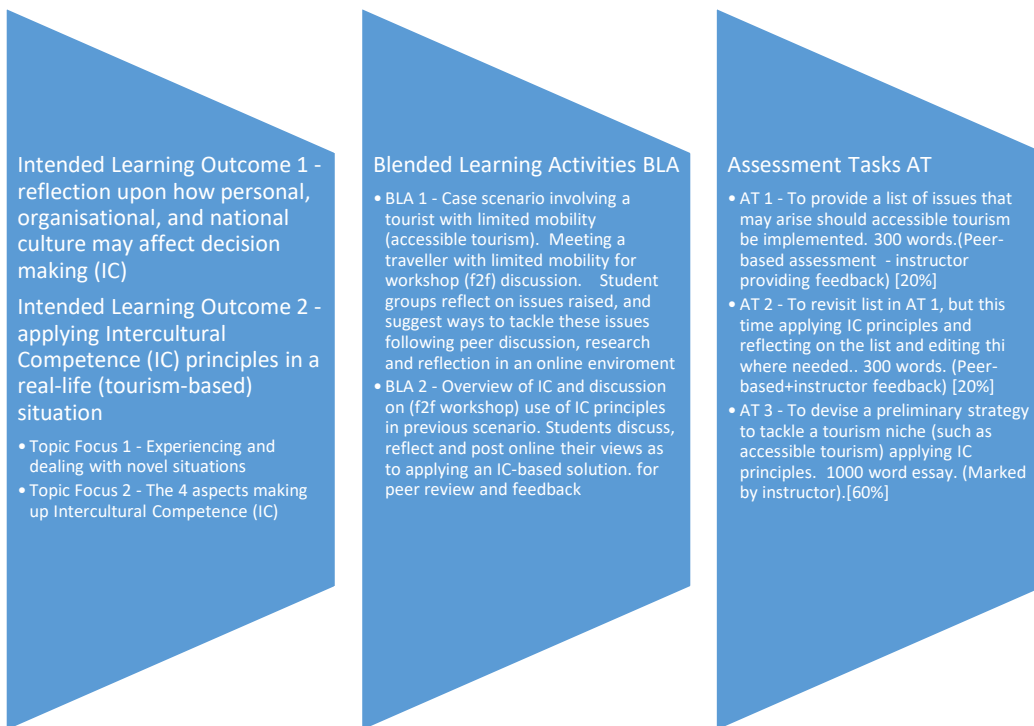 Intended Learning Outcome 1 -
reflection upon how personal,
organisational, and national
culture may affect decision
making (IC)
Intended Learning Outcome 2 -
applying Intercultural
Competence (IC) principles in a
real-life (tourism-based)
situation
• Topic Focus 1 - Experiencing and
dealing with novel situations
• Topic Focus 2 - The 4 aspects making
up Intercultural Competence (IC)
Blended Learning Activities BLA
• BLA 1 - Case scenario involving a
tourist with limited mobility
(accessible tourism). Meeting a
traveller with limited mobility for
workshop (f2f) discussion. Student
groups reflect on issues raised, and
suggest ways to tackle these issues
following peer discussion, research
and reflection in an online enviroment
• BLA 2 - Overview of IC and discussion
on (f2f workshop) use of IC principles
in previous scenario. Students discuss,
reflect and post online their views as
to applying an IC-based solution. for
peer review and feedback
Assessment Tasks AT
• AT 1 - To provide a list of issues that
may arise should accessible tourism
be implemented. 300 words.(Peer-
based assessment - instructor
providing feedback) [20%]
• AT 2 - To revisit list in AT 1, but this
time applying IC principles and
reflecting on the list and editing thi
where needed.. 300 words. (Peer-
based+instructor feedback) [20%]
• AT 3 - To devise a preliminary strategy
to tackle a tourism niche (such as
accessible tourism) applying IC
principles. 1000 word essay. (Marked
by instructor).[60%]